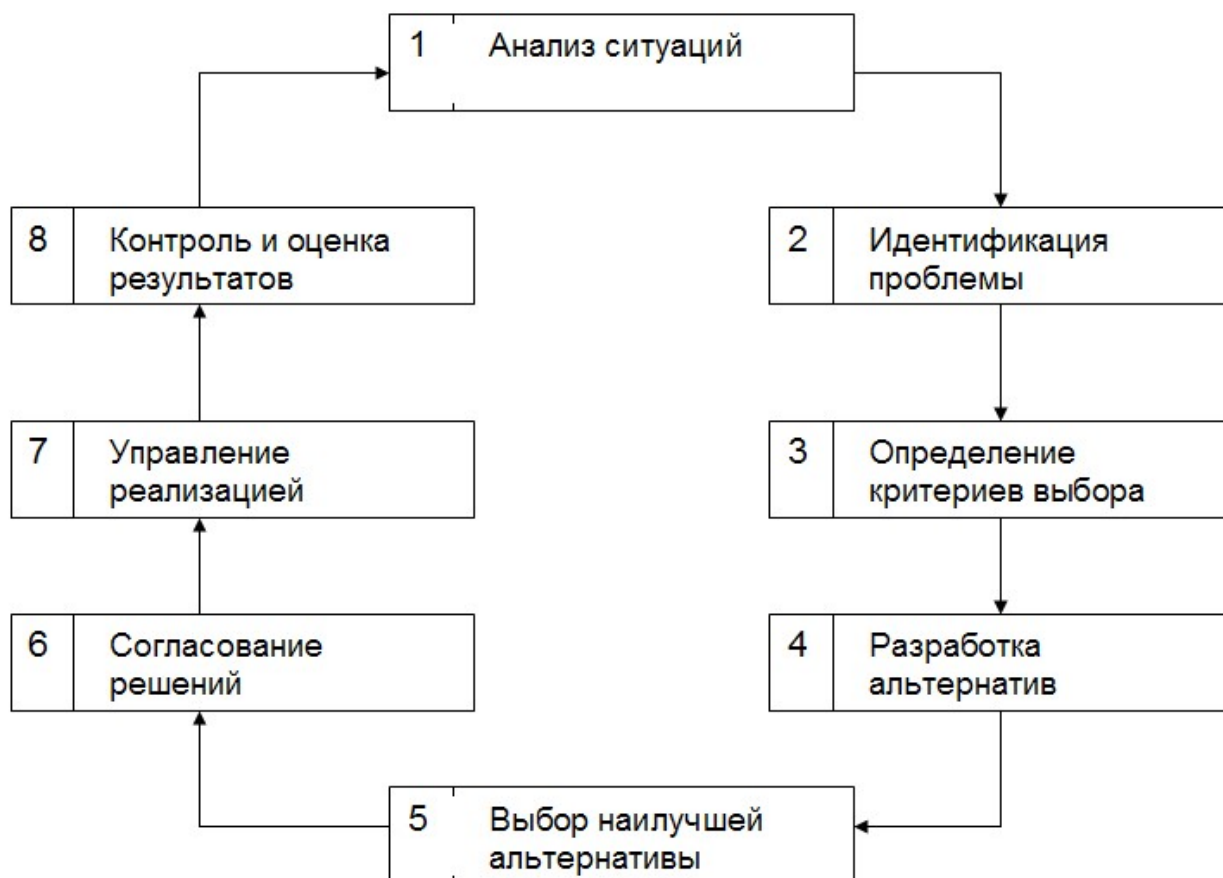 1 Анализ ситуаций
2 Идентификация
проблемы
3 Определение
критериев выбора
4 Разработка
альтернатив
5 Выбор наилучшей
альтернативы
6 Согласование
решений
7 Управление
реализацией
8 Контроль и оценка
результатов